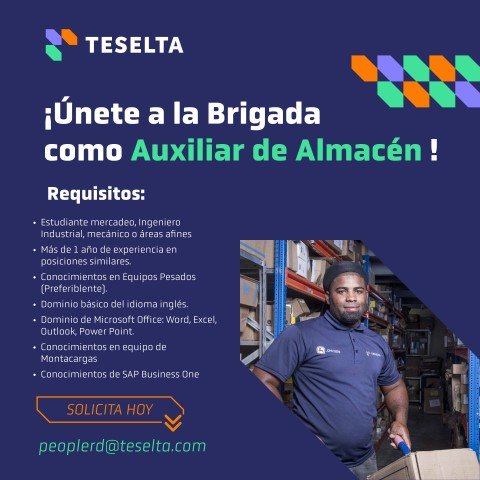 TESELTA
¡Únete a la Brigada
como Auxiliar de Almacén !
Requisitos:
• Estudiante mercadeo, Ingeniero
Industrial, mecánico o áreas afines
• Más de 1 año de experiencia en
posiciones similares.
• Conocimientos en Equipos Pesados
(Preferiblente).
• Dominio básico del idioma inglés.
• Dominio de Microsoft Office: Word, Excel,
Outlook, Power Point.
• Conocimientos en equipo de
Montacargas
• Conocimientos de SAP Business One
SOLICITA HOY
peoplerd@teselta.com